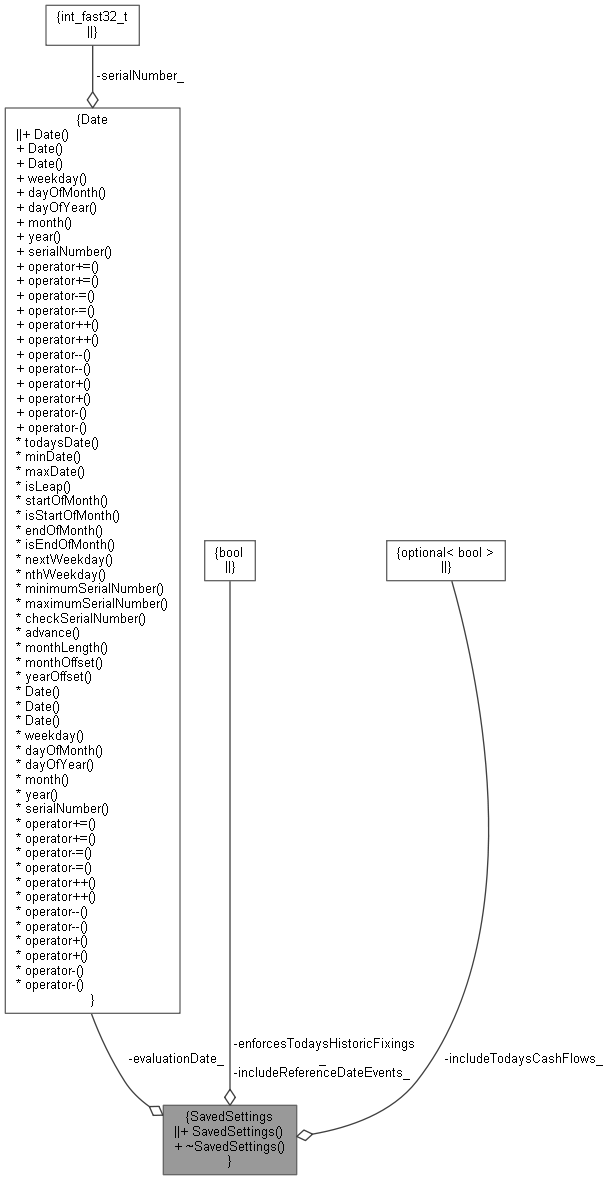 {int_fast32_t
||}
-serialNumber_
{Date
||+ Date()
+ Date()
+ Date()
+ weekday()
+ dayOfMonth()
+ dayOfYear()
+ month()
+ year()
+ serialNumber()
+ operator+=()
+ operator+=()
+ operator-=()
+ operator-=()
+ operator++()
+ operator++()
+ operator--()
+ operator--()
+ operator+()
+ operator+()
+ operator-()
+ operator-()
* todaysDate()
* minDate()
* maxDate()
* isLeap()
* startOfMonth()
* isStartOfMonth()
* endOfMonth()
* isEndOfMonth()
* nextWeekday()
* nthWeekday()
* minimumSerialNumber()
* maximumSerialNumber()
* checkSerialNumber()
* advance()
* monthLength()
* monthOffset()
* yearOffset()
* Date()
* Date()
* Date()
* weekday()
* dayOfMonth()
* dayOfYear()
* month()
* year()
* serialNumber()
* operator+=()
* operator+=()
* operator-=()
* operator-=()
* operator++()
* operator++()
* operator--()
* operator--()
* operator+()
* operator+()
* operator-()
* operator-()
}
{bool
||}
{optional< bool >
||}
-evaluationDate_
-enforcesTodaysHistoricFixings
_
-includeReferenceDateEvents_
-includeTodaysCashFlows_
{SavedSettings
||+ SavedSettings()
+ ~SavedSettings()
}